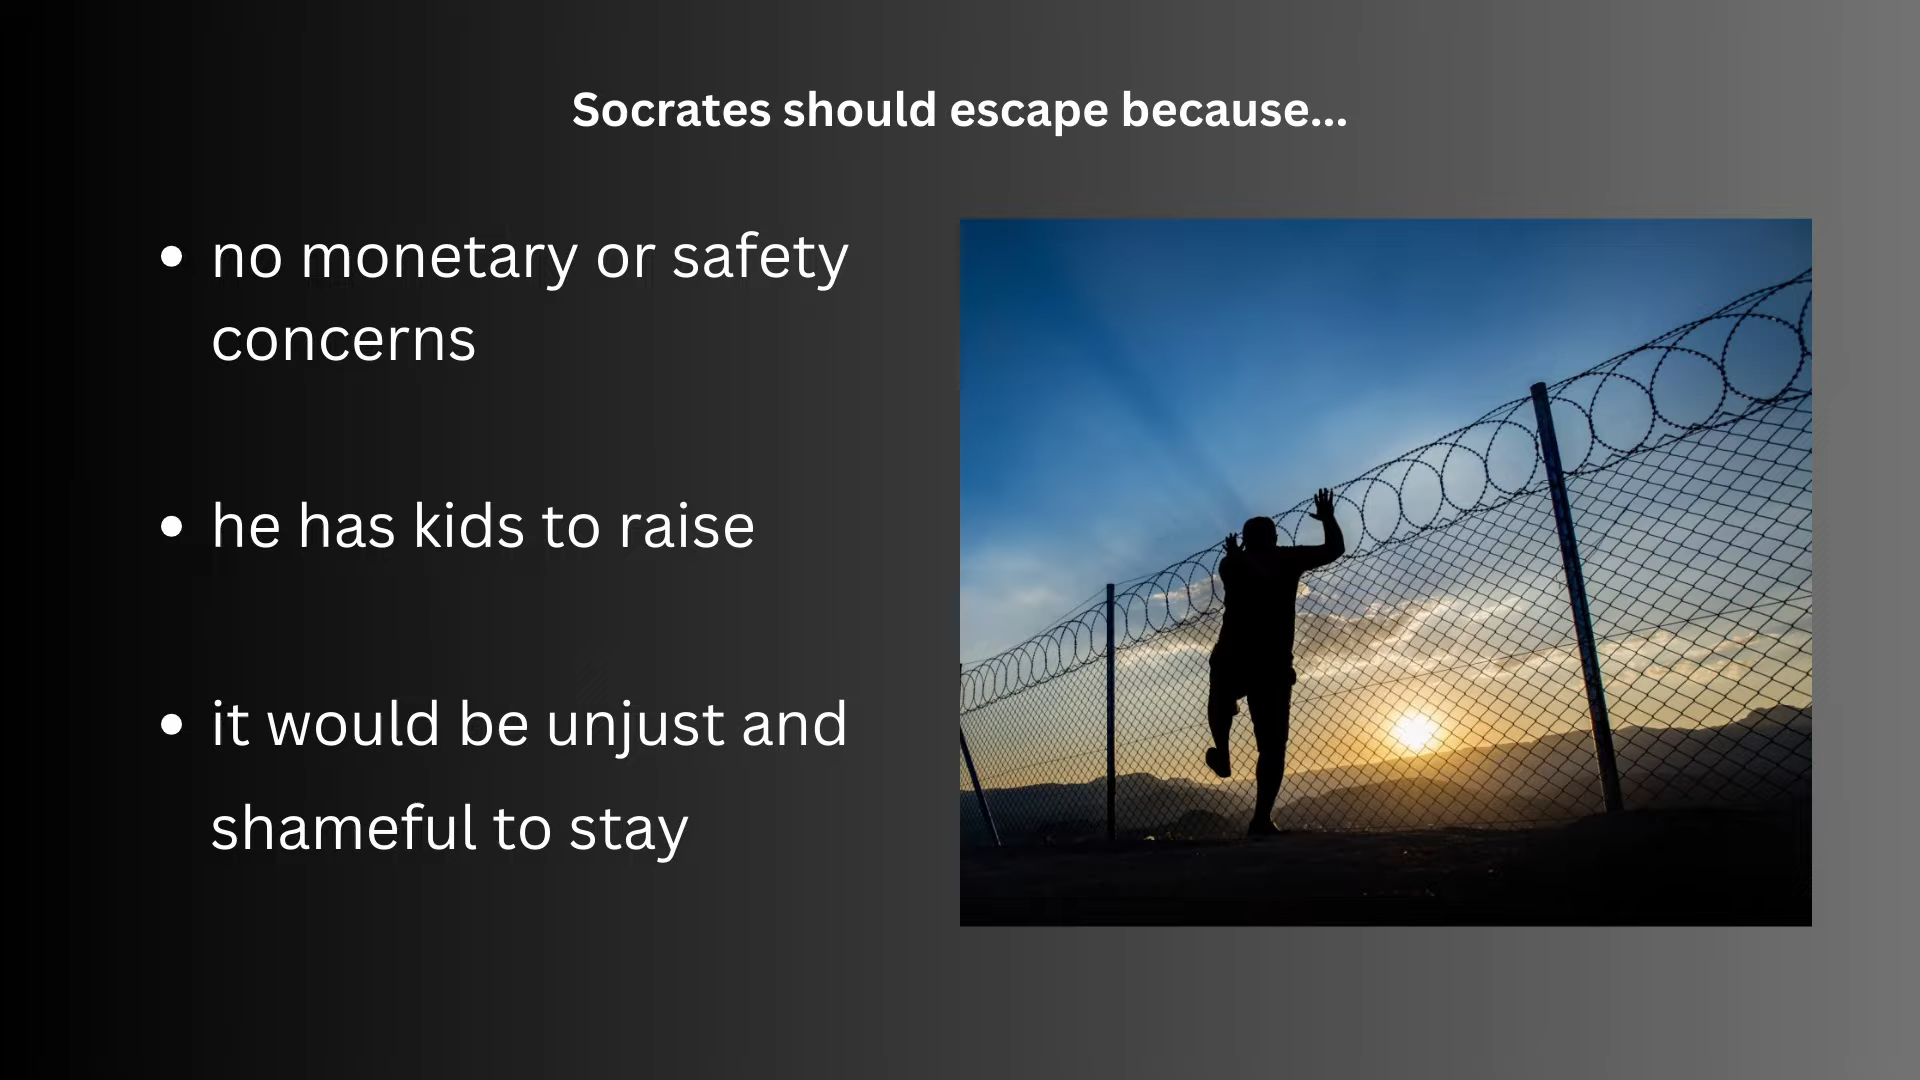 Socrates should escape because...
• no monetary or safety
concerns
• he has kids to raise
• it would be unjust and
shameful to stay